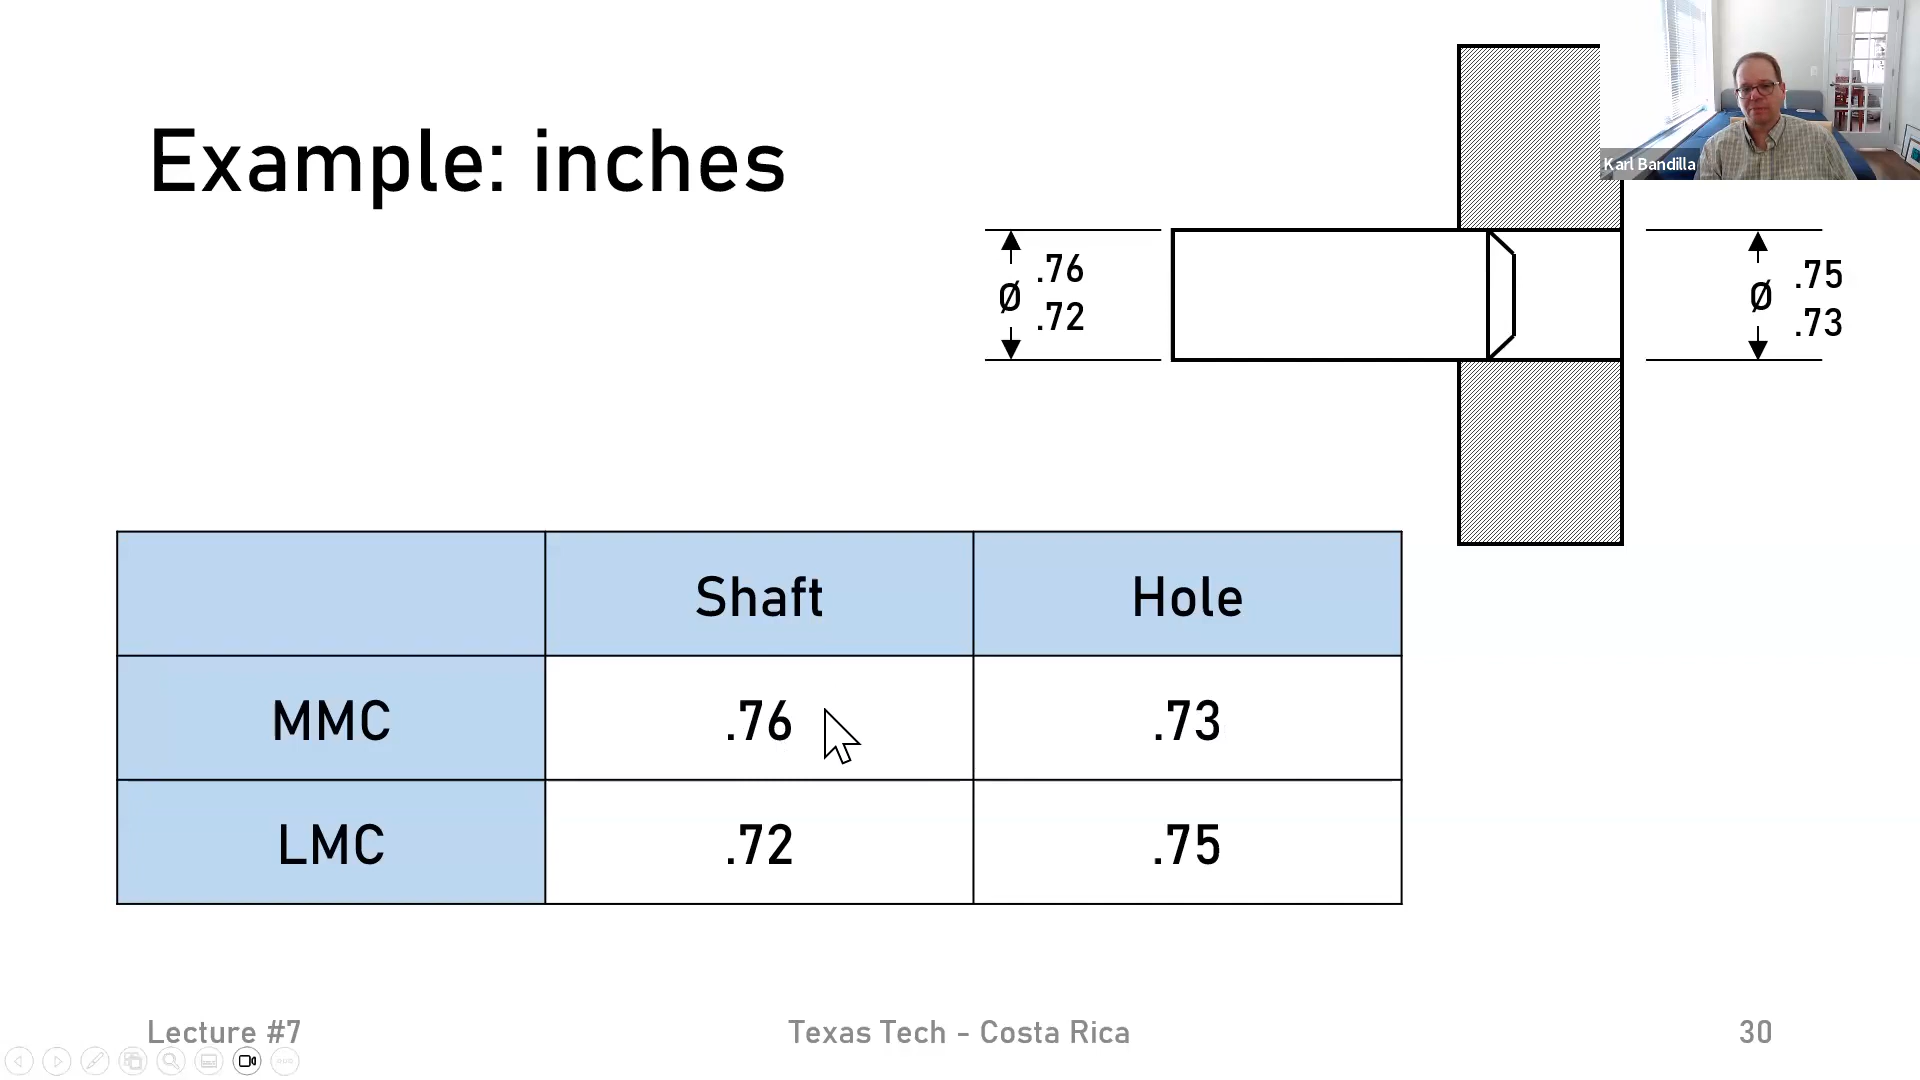 Example: inches
Karl Bandilla
Ø .76
.72
Ø .75
.73
Shaft Hole
MMC .76 .73
LMC .72 .75
Lecture #7 Texas Tech - Costa Rica 30